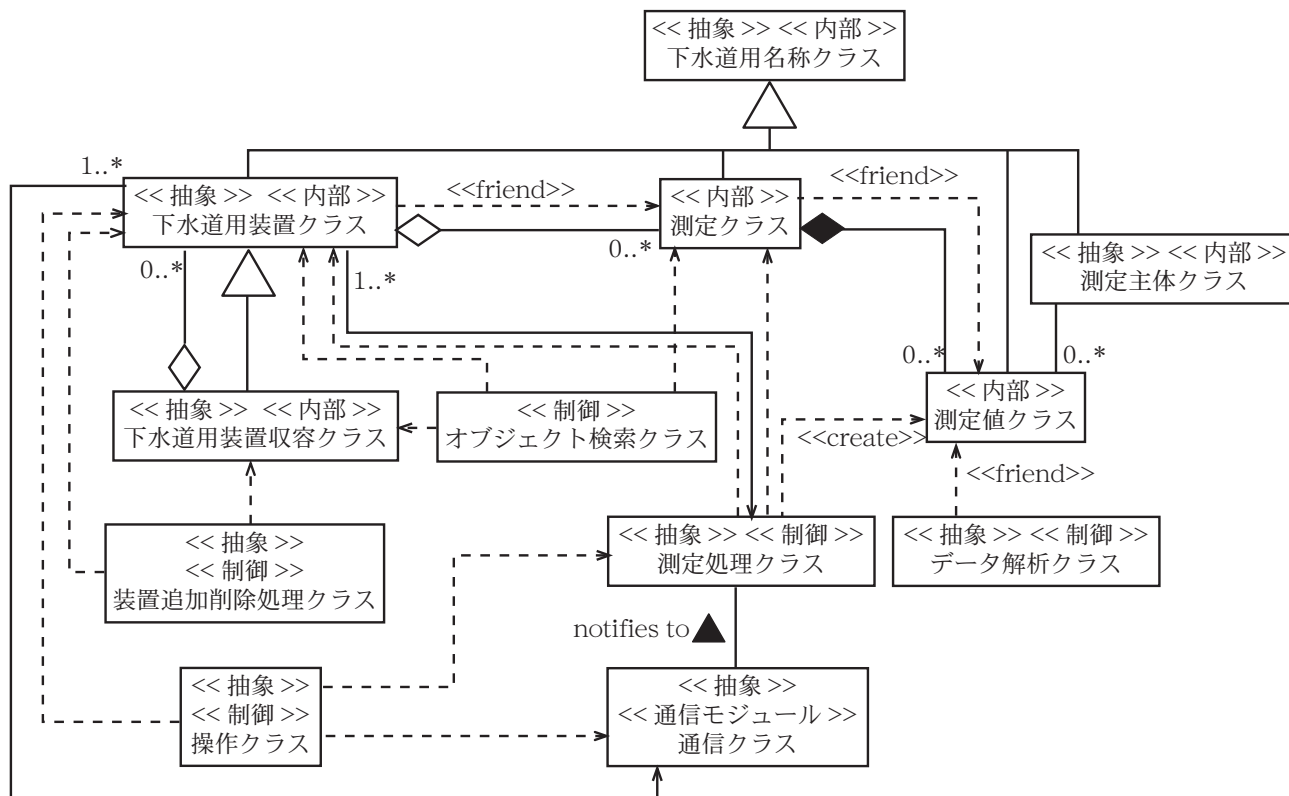 << 抽象 >> << 内部 >>
下水道用名称クラス
1..*
<< 抽象 >> << 内部 >>
下水道用装置クラス
<<friend>>
<< 内部 >>
測定クラス
<<friend>>
0..*
<< 抽象 >> << 内部 >>
測定主体クラス
0..*
1..*
0..*
0..*
<< 抽象 >> << 内部 >>
下水道用装置収容クラス
<< 制御 >>
オブジェクト検索クラス
<< 内部 >>
測定値クラス
<<create>>
<<friend>>
<< 抽象 >>
<< 制御 >>
装置追加削除処理クラス
<< 抽象 >> << 制御 >>
測定処理クラス
<< 抽象 >> << 制御 >>
データ解析クラス
notifies to
<< 抽象 >>
<< 制御 >>
操作クラス
<< 抽象 >>
<< 通信モジュール >>
通信クラス